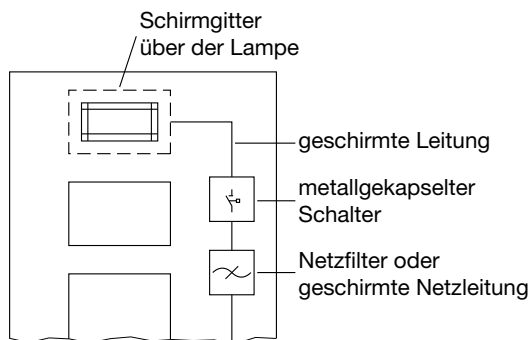 Schirmgitter
über der Lampe
geschirmte Leitung
metallgekapselter
Schalter
Netzfilter oder
geschirmte Netzleitung